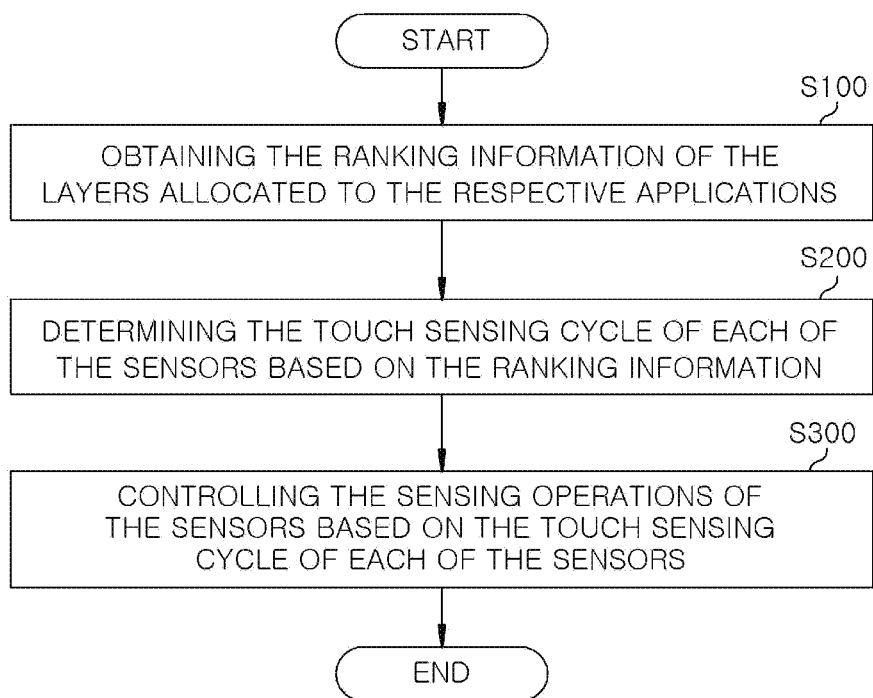 START
S100
OBTAINING THE RANKING INFORMATION OF THE
LAYERS ALLOCATED TO THE RESPECTIVE APPLICATIONS
S200
DETERMINING THE TOUCH SENSING CYCLE OF EACH OF
THE SENSORS BASED ON THE RANKING INFORMATION
S300
CONTROLLING THE SENSING OPERATIONS OF
THE SENSORS BASED ON THE TOUCH SENSING
CYCLE OF EACH OF THE SENSORS
END